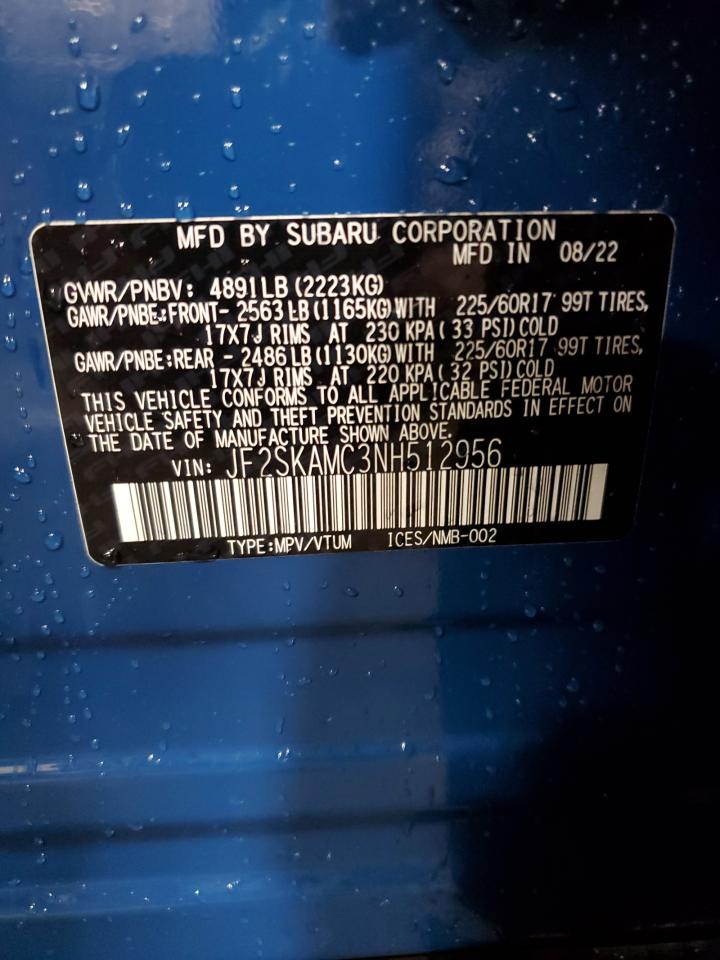 MFD BY SUBARU CORPORATION
MFD IN 08/22
GVWR/PNBV: 4891LB(2223KG)
GAWR/PNBE:FRONT- 2563LB(1165KG)WITH 225/60R17 99T TIRES,
17X7J RIMS AT 230 KPA(33 PSI)COLD
GAWR/PNBE:REAR - 2486LB(1130KG)WITH 225/60R17 99T TIRES,
17X7J RIMS AT 220 KPA(32 PSI)COLD
THIS VEHICLE CONFORMS TO ALL APPLICABLE FEDERAL MOTOR
VEHICLE SAFETY AND THEFT PREVENTION STANDARDS IN EFFECT ON
THE DATE OF MANUFACTURE SHOWN ABOVE.
VIN: JF2SKAMC3NH512956
TYPE:MPV/VTUM ICES/NMB-002